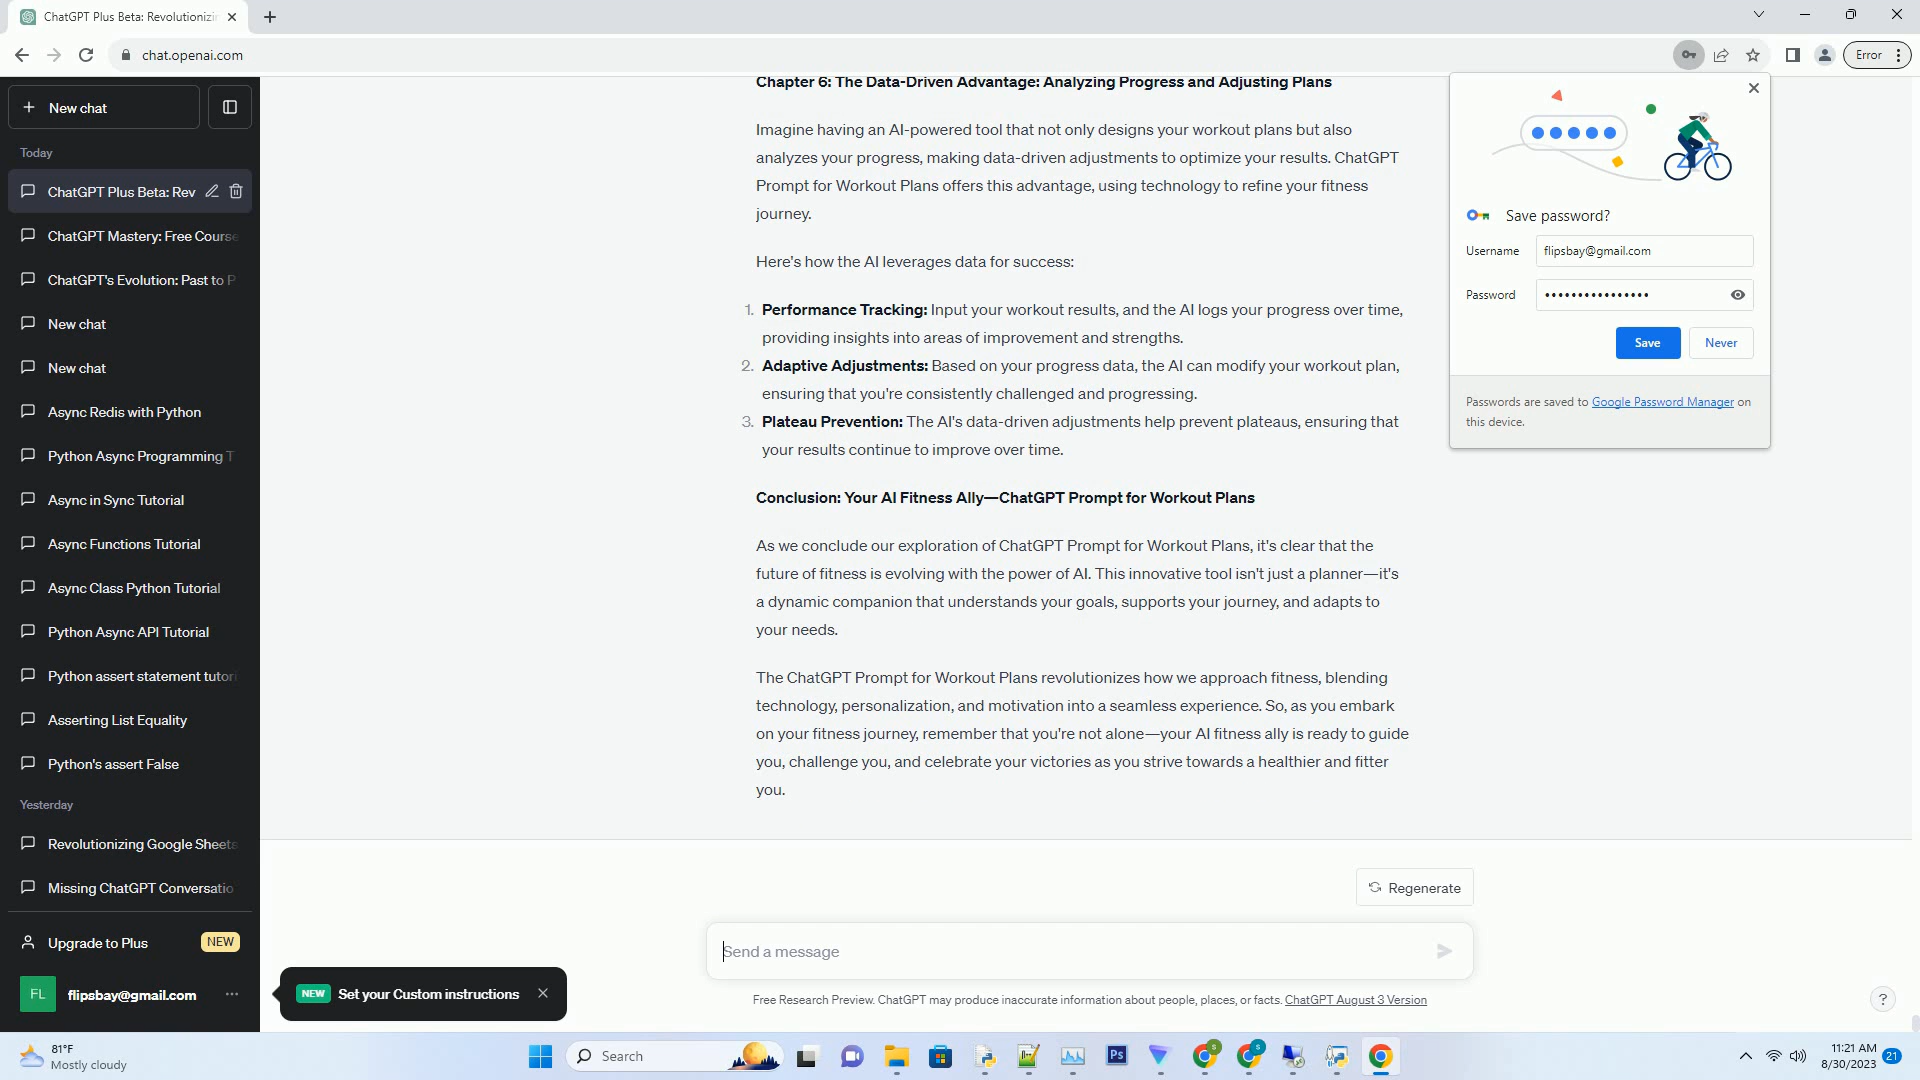 ChatGPT Plus Beta: Revolutionizin
chat.openai.com
Error
New chat
Today
ChatGPT Plus Beta: Rev
ChatGPT Mastery: Free Course
ChatGPT's Evolution: Past to P
New chat
New chat
Async Redis with Python
Python Async Programming T
Async in Sync Tutorial
Async Functions Tutorial
Async Class Python Tutorial
Python Async API Tutorial
Python assert statement tutori
Asserting List Equality
Python's assert False
Yesterday
Revolutionizing Google Sheets
Missing ChatGPT Conversatio
Upgrade to Plus NEW
FL flipsbay@gmail.com
Chapter 6: The Data-Driven Advantage: Analyzing Progress and Adjusting Plans
Imagine having an AI-powered tool that not only designs your workout plans but also
analyzes your progress, making data-driven adjustments to optimize your results. ChatGPT
Prompt for Workout Plans offers this advantage, using technology to refine your fitness
journey.
Here's how the AI leverages data for success:
1. Performance Tracking: Input your workout results, and the AI logs your progress over time,
providing insights into areas of improvement and strengths.
2. Adaptive Adjustments: Based on your progress data, the AI can modify your workout plan,
ensuring that you're consistently challenged and progressing.
3. Plateau Prevention: The AI's data-driven adjustments help prevent plateaus, ensuring that
your results continue to improve over time.
Conclusion: Your AI Fitness Ally—ChatGPT Prompt for Workout Plans
As we conclude our exploration of ChatGPT Prompt for Workout Plans, it's clear that the
future of fitness is evolving with the power of AI. This innovative tool isn't just a planner—it's
a dynamic companion that understands your goals, supports your journey, and adapts to
your needs.
The ChatGPT Prompt for Workout Plans revolutionizes how we approach fitness, blending
technology, personalization, and motivation into a seamless experience. So, as you embark
on your fitness journey, remember that you're not alone—your AI fitness ally is ready to guide
you, challenge you, and celebrate your victories as you strive towards a healthier and fitter
you.
Regenerate
Send a message
NEW Set your Custom instructions
Free Research Preview. ChatGPT may produce inaccurate information about people, places, or facts. ChatGPT August 3 Version
?
Save password?
Username flipsbay@gmail.com
Password ••••••••••••••••
Save Never
Passwords are saved to Google Password Manager on
this device.
81°F
Mostly cloudy
Search
Ps
S
S
11:21 AM
8/30/2023
21